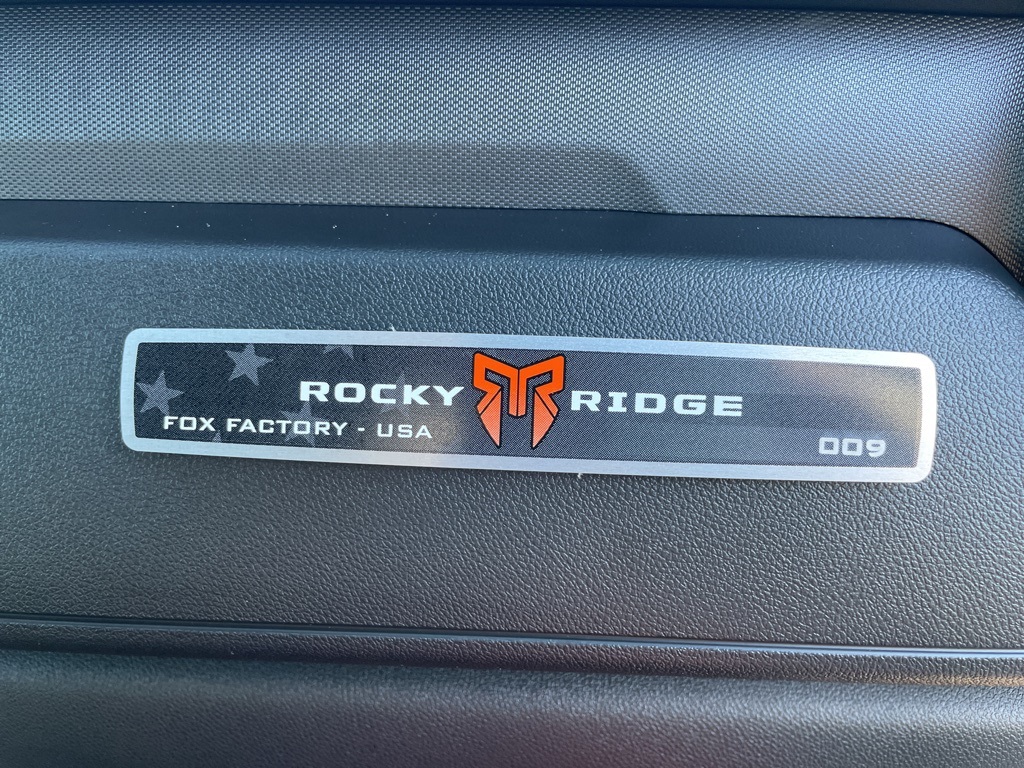 ROCKY RIDGE
FOX FACTORY - USA
009